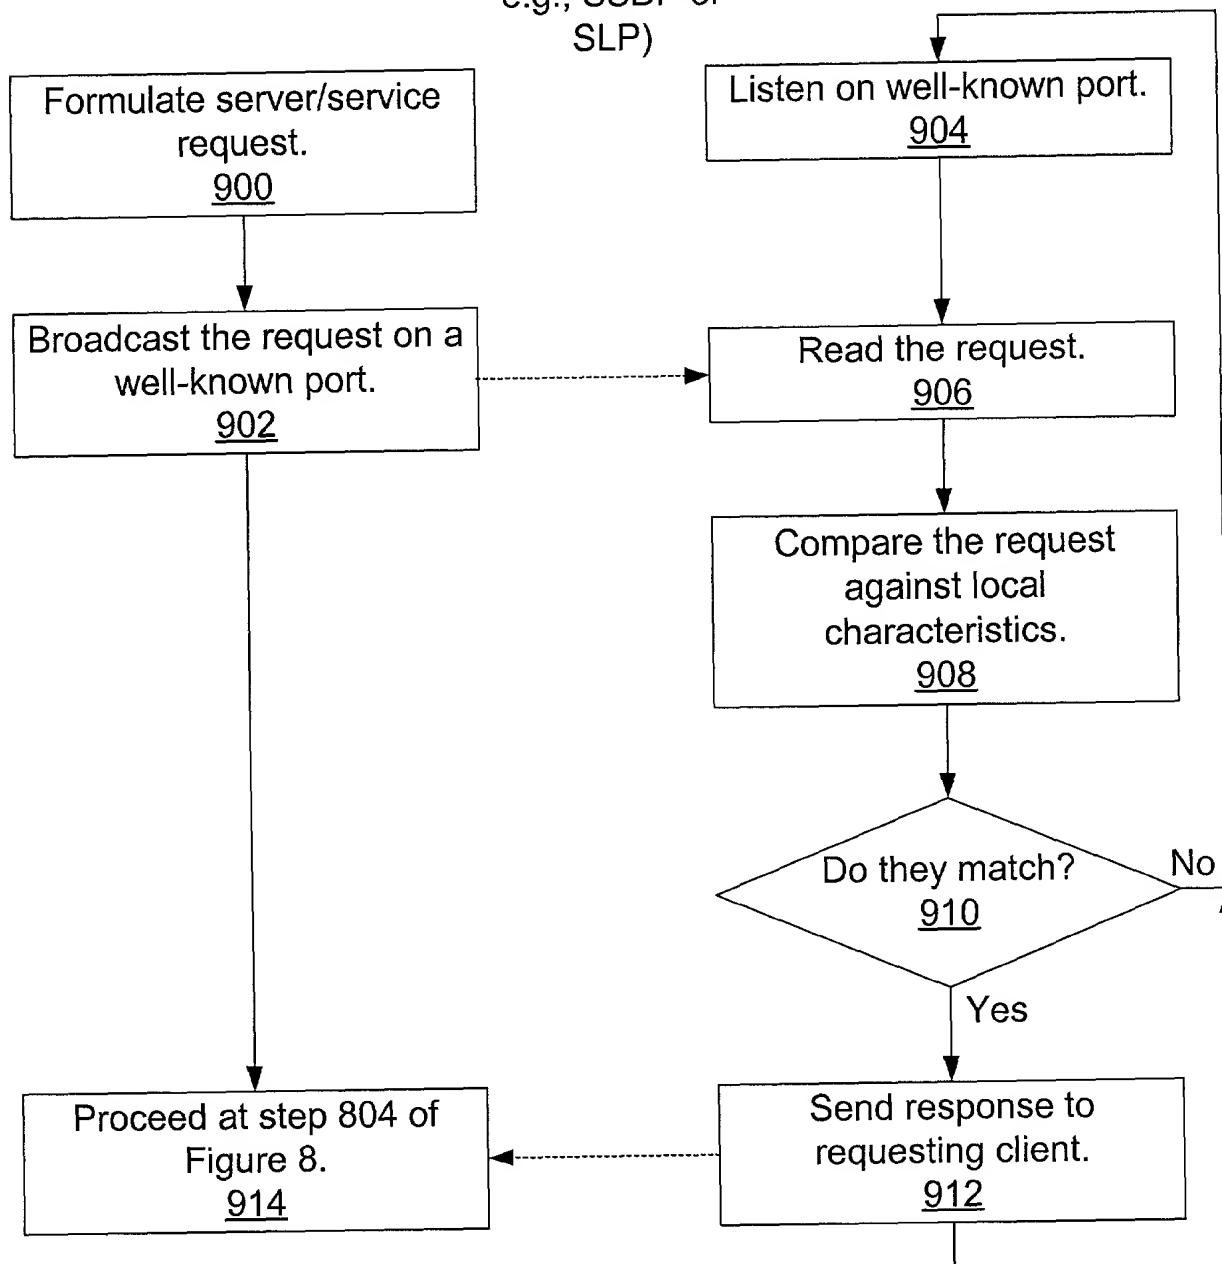 SLP)
Formulate server/service
request.
900
Broadcast the request on a
well-known port.
902
Listen on well-known port.
904
Read the request.
906
Compare the request
against local
characteristics.
908
Do they match?
910
No
Yes
Send response to
requesting client.
912
Proceed at step 804 of
Figure 8.
914